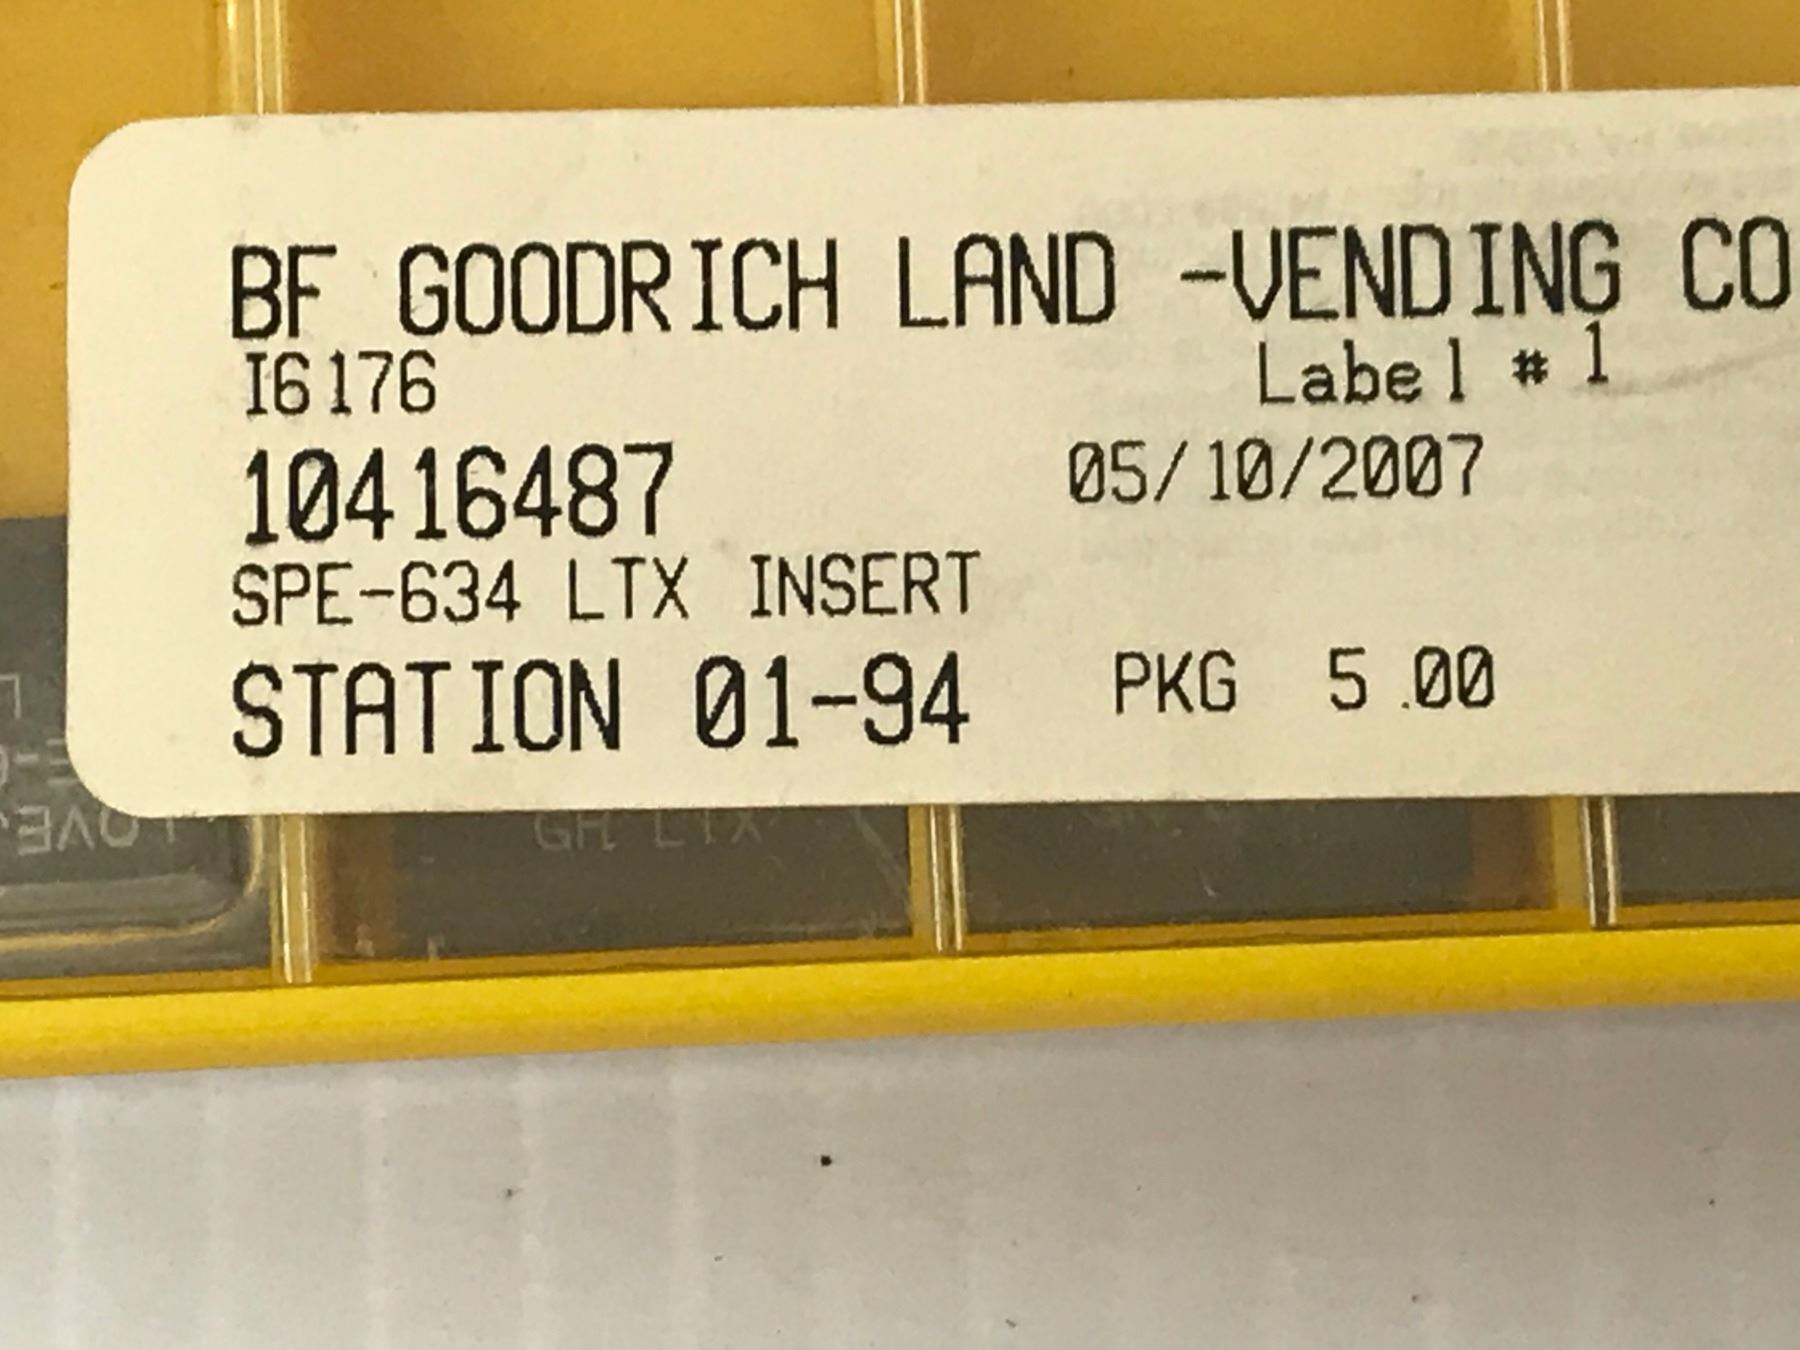 BF GOODRICH LAND -VENDING CO
I6176 Label # 1
10416487 05/10/2007
SPE-634 LTX INSERT
STATION 01-94 PKG 5.00
GH LTX